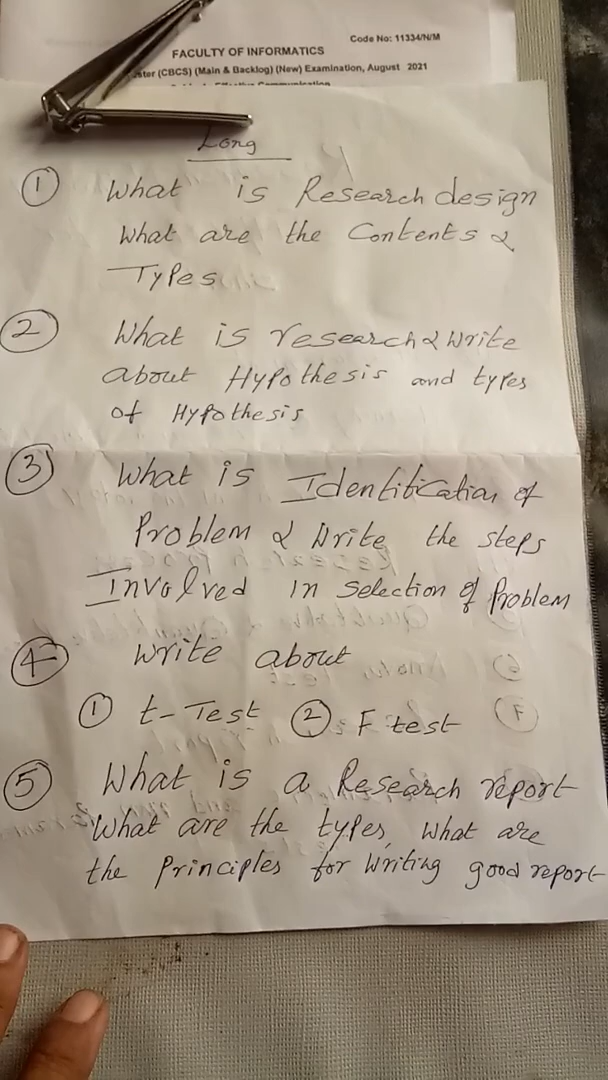 Code No: 11334/N/M
FACULTY OF INFORMATICS
ster (CBCS) (Main & Backlog) (New) Examination, August 2021
Long
① What is Research design
What are the Contents &
Types
② What is research & Write
about Hypothesis and types
of Hypothesis
③ What is Identification of
Problem & Write the steps
Involved in selection of Problem
④ Write about
① t-Test ② F test
⑤ What is a Research report
What are the types, What are
the Principles for Writing good report